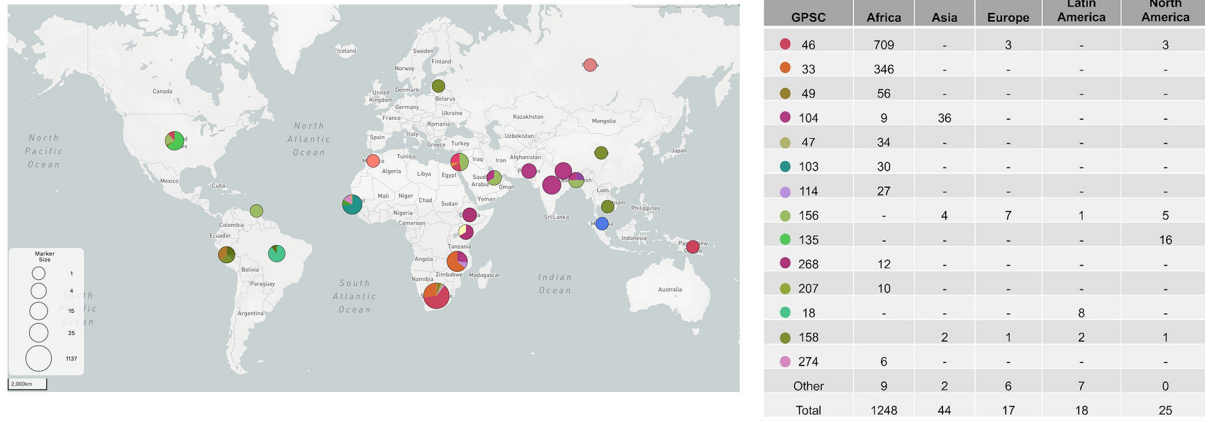 Iceland
Sweden
Finland
Norway
Canada
United
Kingdom
Denmark
Belarus
Germany
Ukraine
France
Romania
Kazakhstan
Mongolia
North
Pacific
Ocean
North
Atlantic
Ocean
Spain
Italy
Greece
Turkey
Uzbekistan
Japan
Tunisia
Iraq
Iran
Afghanistan
Mexico
Cuba
Algeria
Libya
Egypt
Saudi
Arabia
Oman
Mali
Niger
Chad
Sudan
Yemen
Laos
Philippines
Nigeria
Cameroon
Sri Lanka
Colombia
Ecuador
Indonesia
Tanzania
Bolivia
Angola
Zimbabwe
Madagascar
Namibia
Paraguay
Argentina
South
Atlantic
Ocean
Indian
Ocean
Australia
Marker
Size
1
4
15
25
1137
2,000km
GPSC Africa Asia Europe Latin America North America
46 709 - 3 - 3
33 346 - - - -
49 56 - - - -
104 9 36 - - -
47 34 - - - -
103 30 - - - -
114 27 - - - -
156 - 4 7 1 5
135 - - - - 16
268 12 - - - -
207 10 - - - -
18 - - - 8 -
158 2 1 2 1
274 6 - - - -
Other 9 2 6 7 0
Total 1248 44 17 18 25